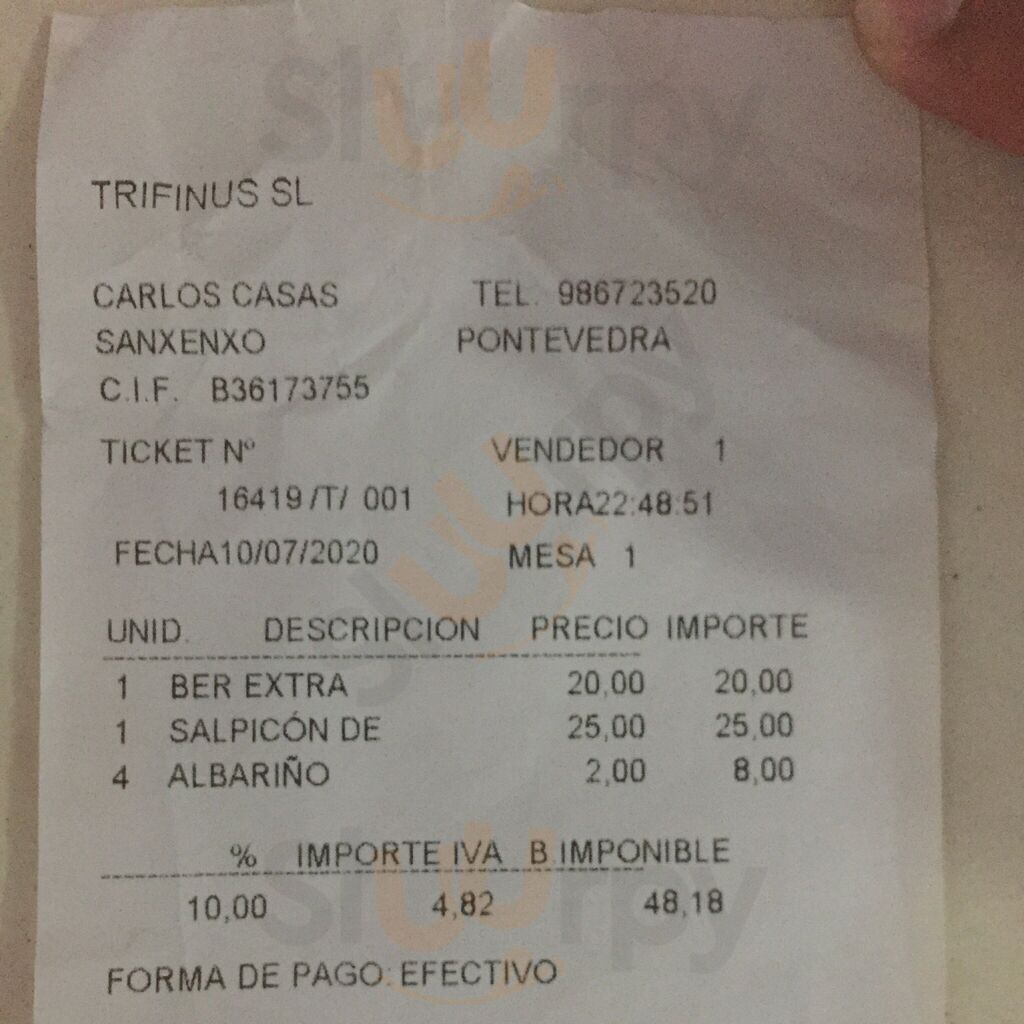 TRIFINUS SL
CARLOS CASAS TEL. 986723520
SANXENXO PONTEVEDRA
C.I.F. B36173755
TICKET Nº VENDEDOR 1
16419 /T/ 001 HORA22:48:51
FECHA10/07/2020 MESA 1
UNID. DESCRIPCION PRECIO IMPORTE
1 BER EXTRA 20,00 20,00
1 SALPICÓN DE 25,00 25,00
4 ALBARIÑO 2,00 8,00
% IMPORTE IVA B.IMPONIBLE
10,00 4,82 48,18
FORMA DE PAGO: EFECTIVO
sluurpy
sluurpy
sluurpy